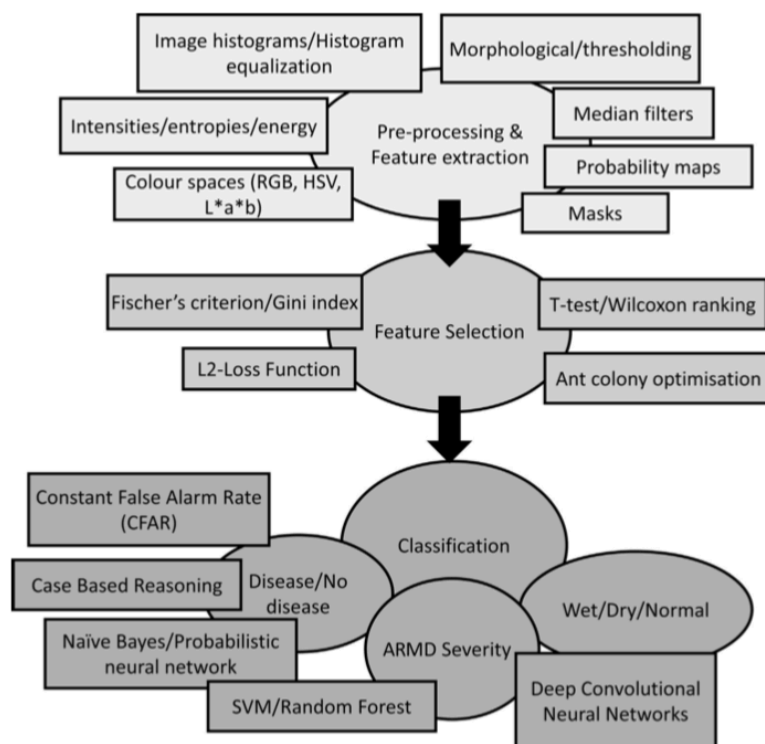 Image histograms/Histogram
equalization
Morphological/thresholding
Intensities/entropies/energy
Median filters
Pre-processing &
Feature extraction
Colour spaces (RGB, HSV,
L*a*b)
Probability maps
Masks
Fischer's criterion/Gini index
T-test/Wilcoxon ranking
Feature Selection
L2-Loss Function
Ant colony optimisation
Constant False Alarm Rate
(CFAR)
Classification
Case Based Reasoning
Disease/No
disease
Wet/Dry/Normal
Naïve Bayes/Probabilistic
neural network
ARMD Severity
SVM/Random Forest
Deep Convolutional
Neural Networks